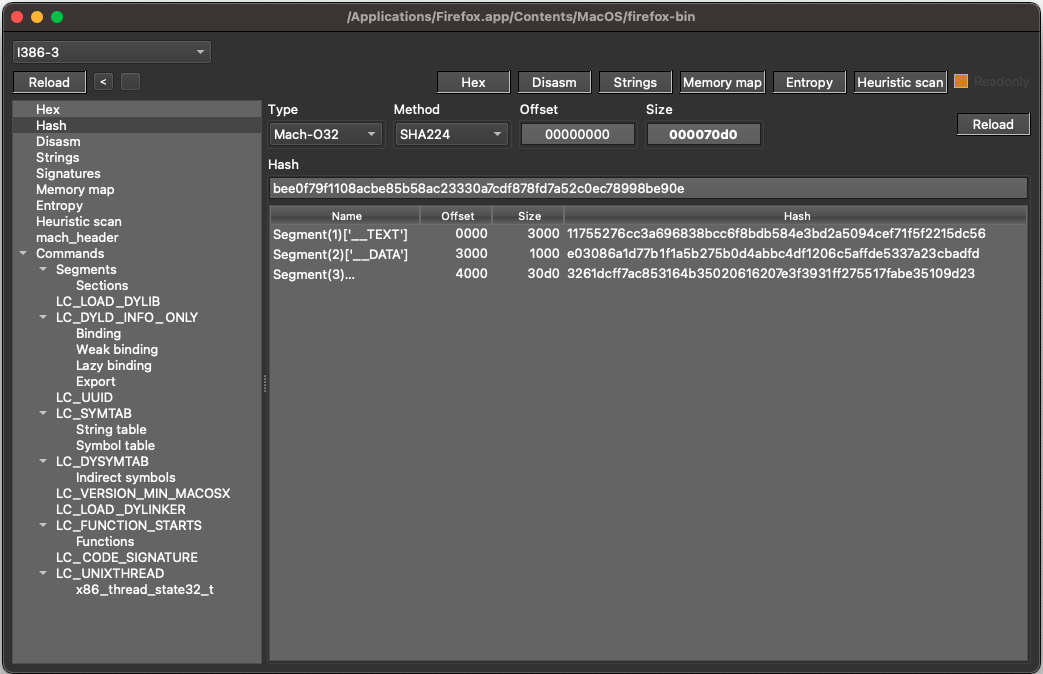 /Applications/Firefox.app/Contents/MacOS/firefox-bin
I386-3
Reload < Hex Disasm Strings Memory map Entropy Heuristic scan Readonly
Hex
Hash
Disasm
Strings
Signatures
Memory map
Entropy
Heuristic scan
mach_header
Commands
Segments
Sections
LC_LOAD_DYLIB
LC_DYLD_INFO_ONLY
Binding
Weak binding
Lazy binding
Export
LC_UUID
LC_SYMTAB
String table
Symbol table
LC_DYSYMTAB
Indirect symbols
LC_VERSION_MIN_MACOSX
LC_LOAD_DYLINKER
LC_FUNCTION_STARTS
Functions
LC_CODE_SIGNATURE
LC_UNIXTHREAD
x86_thread_state32_t
Type Method Offset Size
Mach-O32 SHA224 00000000 000070d0 Reload
Hash
bee0f79f1108acbe85b58ac23330a7cdf878fd7a52c0ec78998be90e
Name Offset Size Hash
Segment(1)['__TEXT'] 0000 3000 11755276cc3a696838bcc6f8bdb584e3bd2a5094cef71f5f2215dc56
Segment(2)['__DATA'] 3000 1000 e03086a1d77b1f1a5b275b0d4abbc4df1206c5affde5337a23cbadfd
Segment(3)... 4000 30d0 3261dcff7ac853164b35020616207e3f3931ff275517fabe35109d23